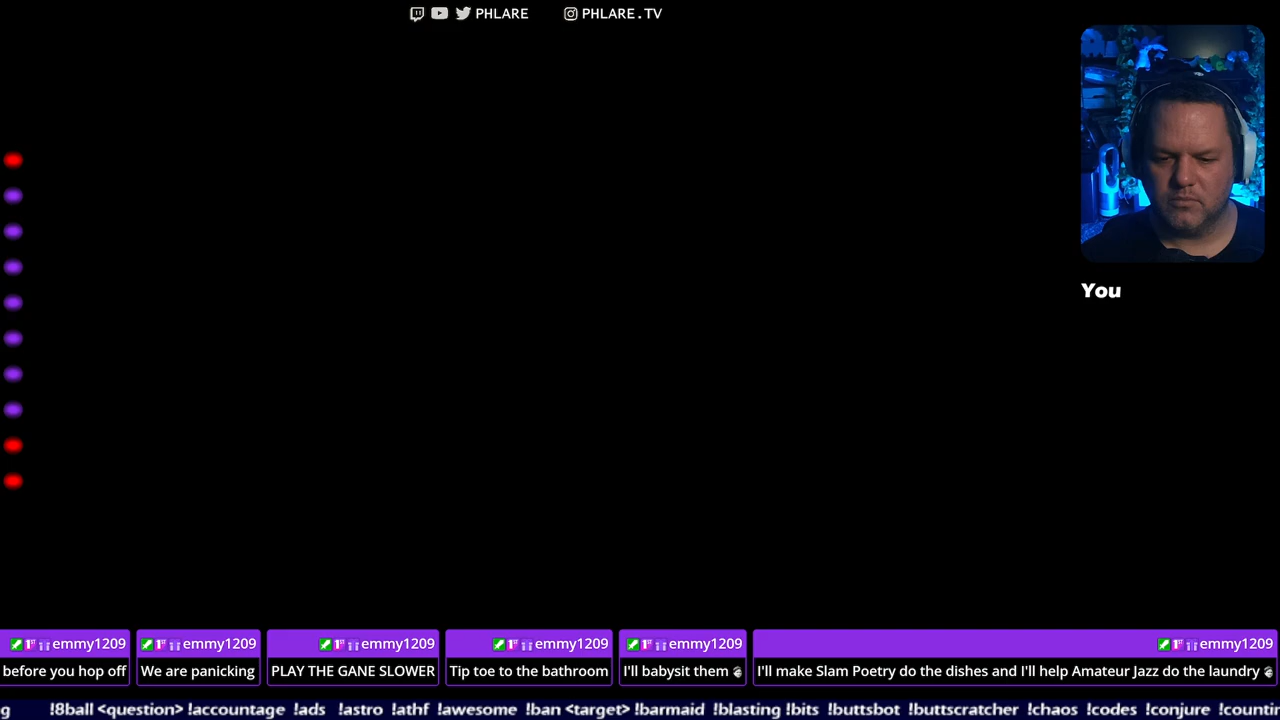 PHLARE PHLARE.TV
You
emmy1209 emmy1209 emmy1209 emmy1209 emmy1209 emmy1209
before you hop off We are panicking PLAY THE GANE SLOWER Tip toe to the bathroom I'll babysit them I'll make Slam Poetry do the dishes and I'll help Amateur Jazz do the laundry
g !8ball <question> !accountage !ads !astro !athf !awesome !ban <target> !barmaid !blasting !bits !buttsbot !buttscratcher !chaos !codes !conjure !countin